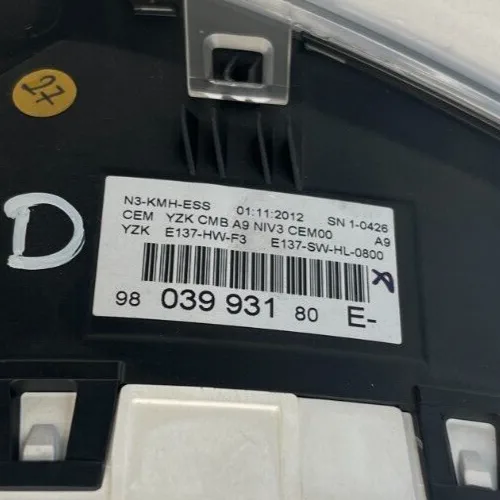 27
D
N3-KMH-ESS 01:11:2012 SN 1-0426
CEM YZK CMB A9 NIV3 CEM00 A9
YZK E137-HW-F3 E137-SW-HL-0800
98 039 931 80 E-